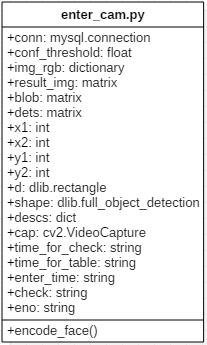 enter_cam.py
+conn: mysql.connection
+conf_threshold: float
+img_rgb: dictionary
+result_img: matrix
+blob: matrix
+dets: matrix
+x1: int
+x2: int
+y1: int
+y2: int
+d: dlib.rectangle
+shape: dlib.full_object_detection
+descs: dict
+cap: cv2.VideoCapture
+time_for_check: string
+time_for_table: string
+enter_time: string
+check: string
+eno: string
+encode_face()